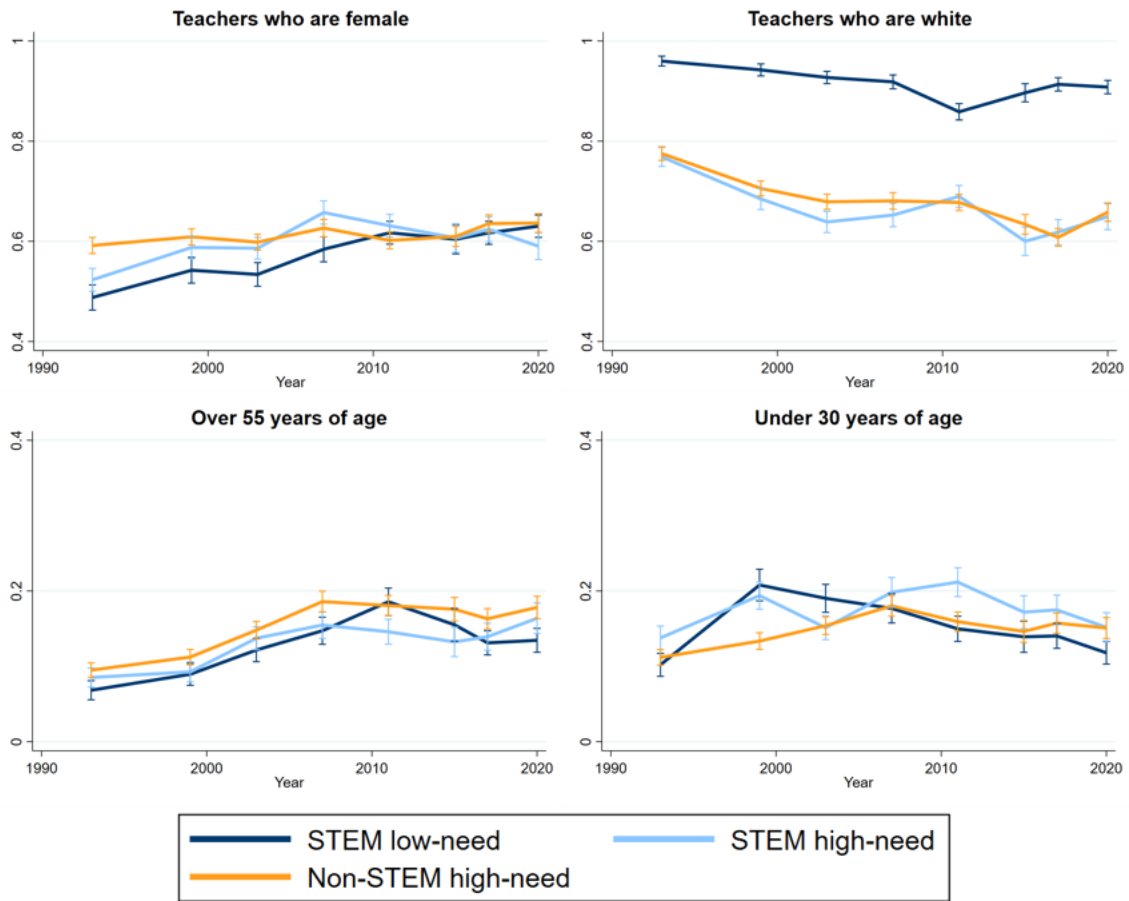 Teachers who are female
1
0.8
0.6
0.4
1990 2000 2010 2020
Year
Teachers who are white
1
0.8
0.6
0.4
1990 2000 2010 2020
Year
Over 55 years of age
0.4
0.2
0
1990 2000 2010 2020
Year
Under 30 years of age
0.4
0.2
0
1990 2000 2010 2020
Year
STEM low-need STEM high-need
Non-STEM high-need